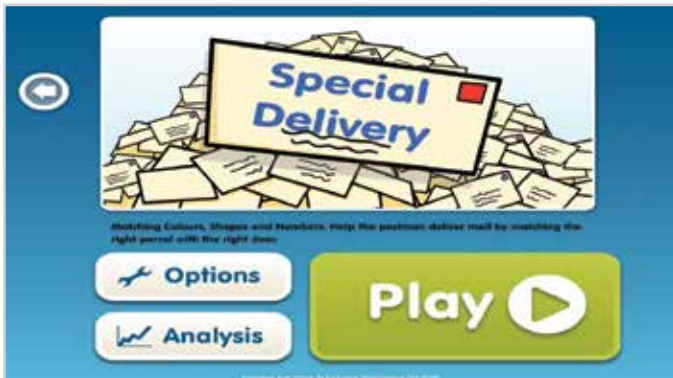 Special
Delivery
Matching Colours, Shapes and Numbers. Help the postman deliver mail by matching the
right parcel with the right door.
Options
Play
Analysis